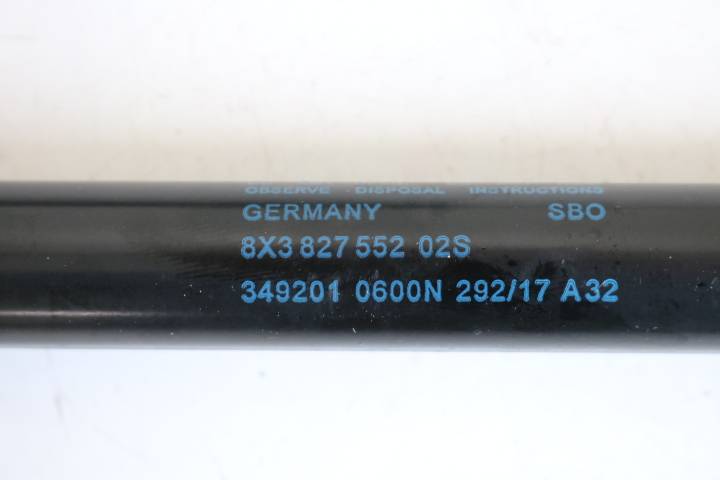 OBSERVE DISPOSAL INSTRUCTIONS
GERMANY SBO
8X3 827 552 02S
349201 0600N 292/17 A32